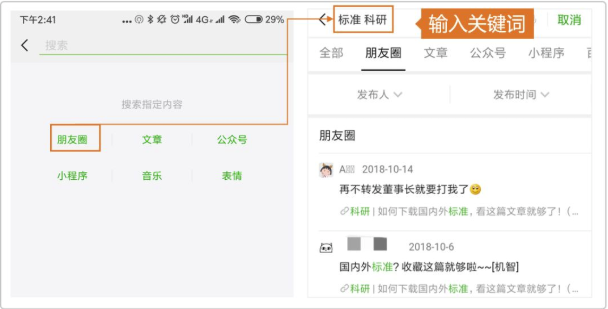 下午2:41
4G
29%
搜索
搜索指定内容
朋友圈 文章 公众号
小程序 音乐 表情
标准 科研
输入关键词
取消
全部 朋友圈 文章 公众号 小程序
发布人 发布时间
朋友圈
A 2018-10-14
再不转发董事长就要打我了
科研 | 如何下载国内外标准，看这篇文章就够了！（...
2018-10-6
国内外标准？收藏这篇就够啦~~[机智]
科研 | 如何下载国内外标准，看这篇文章就够了！（...